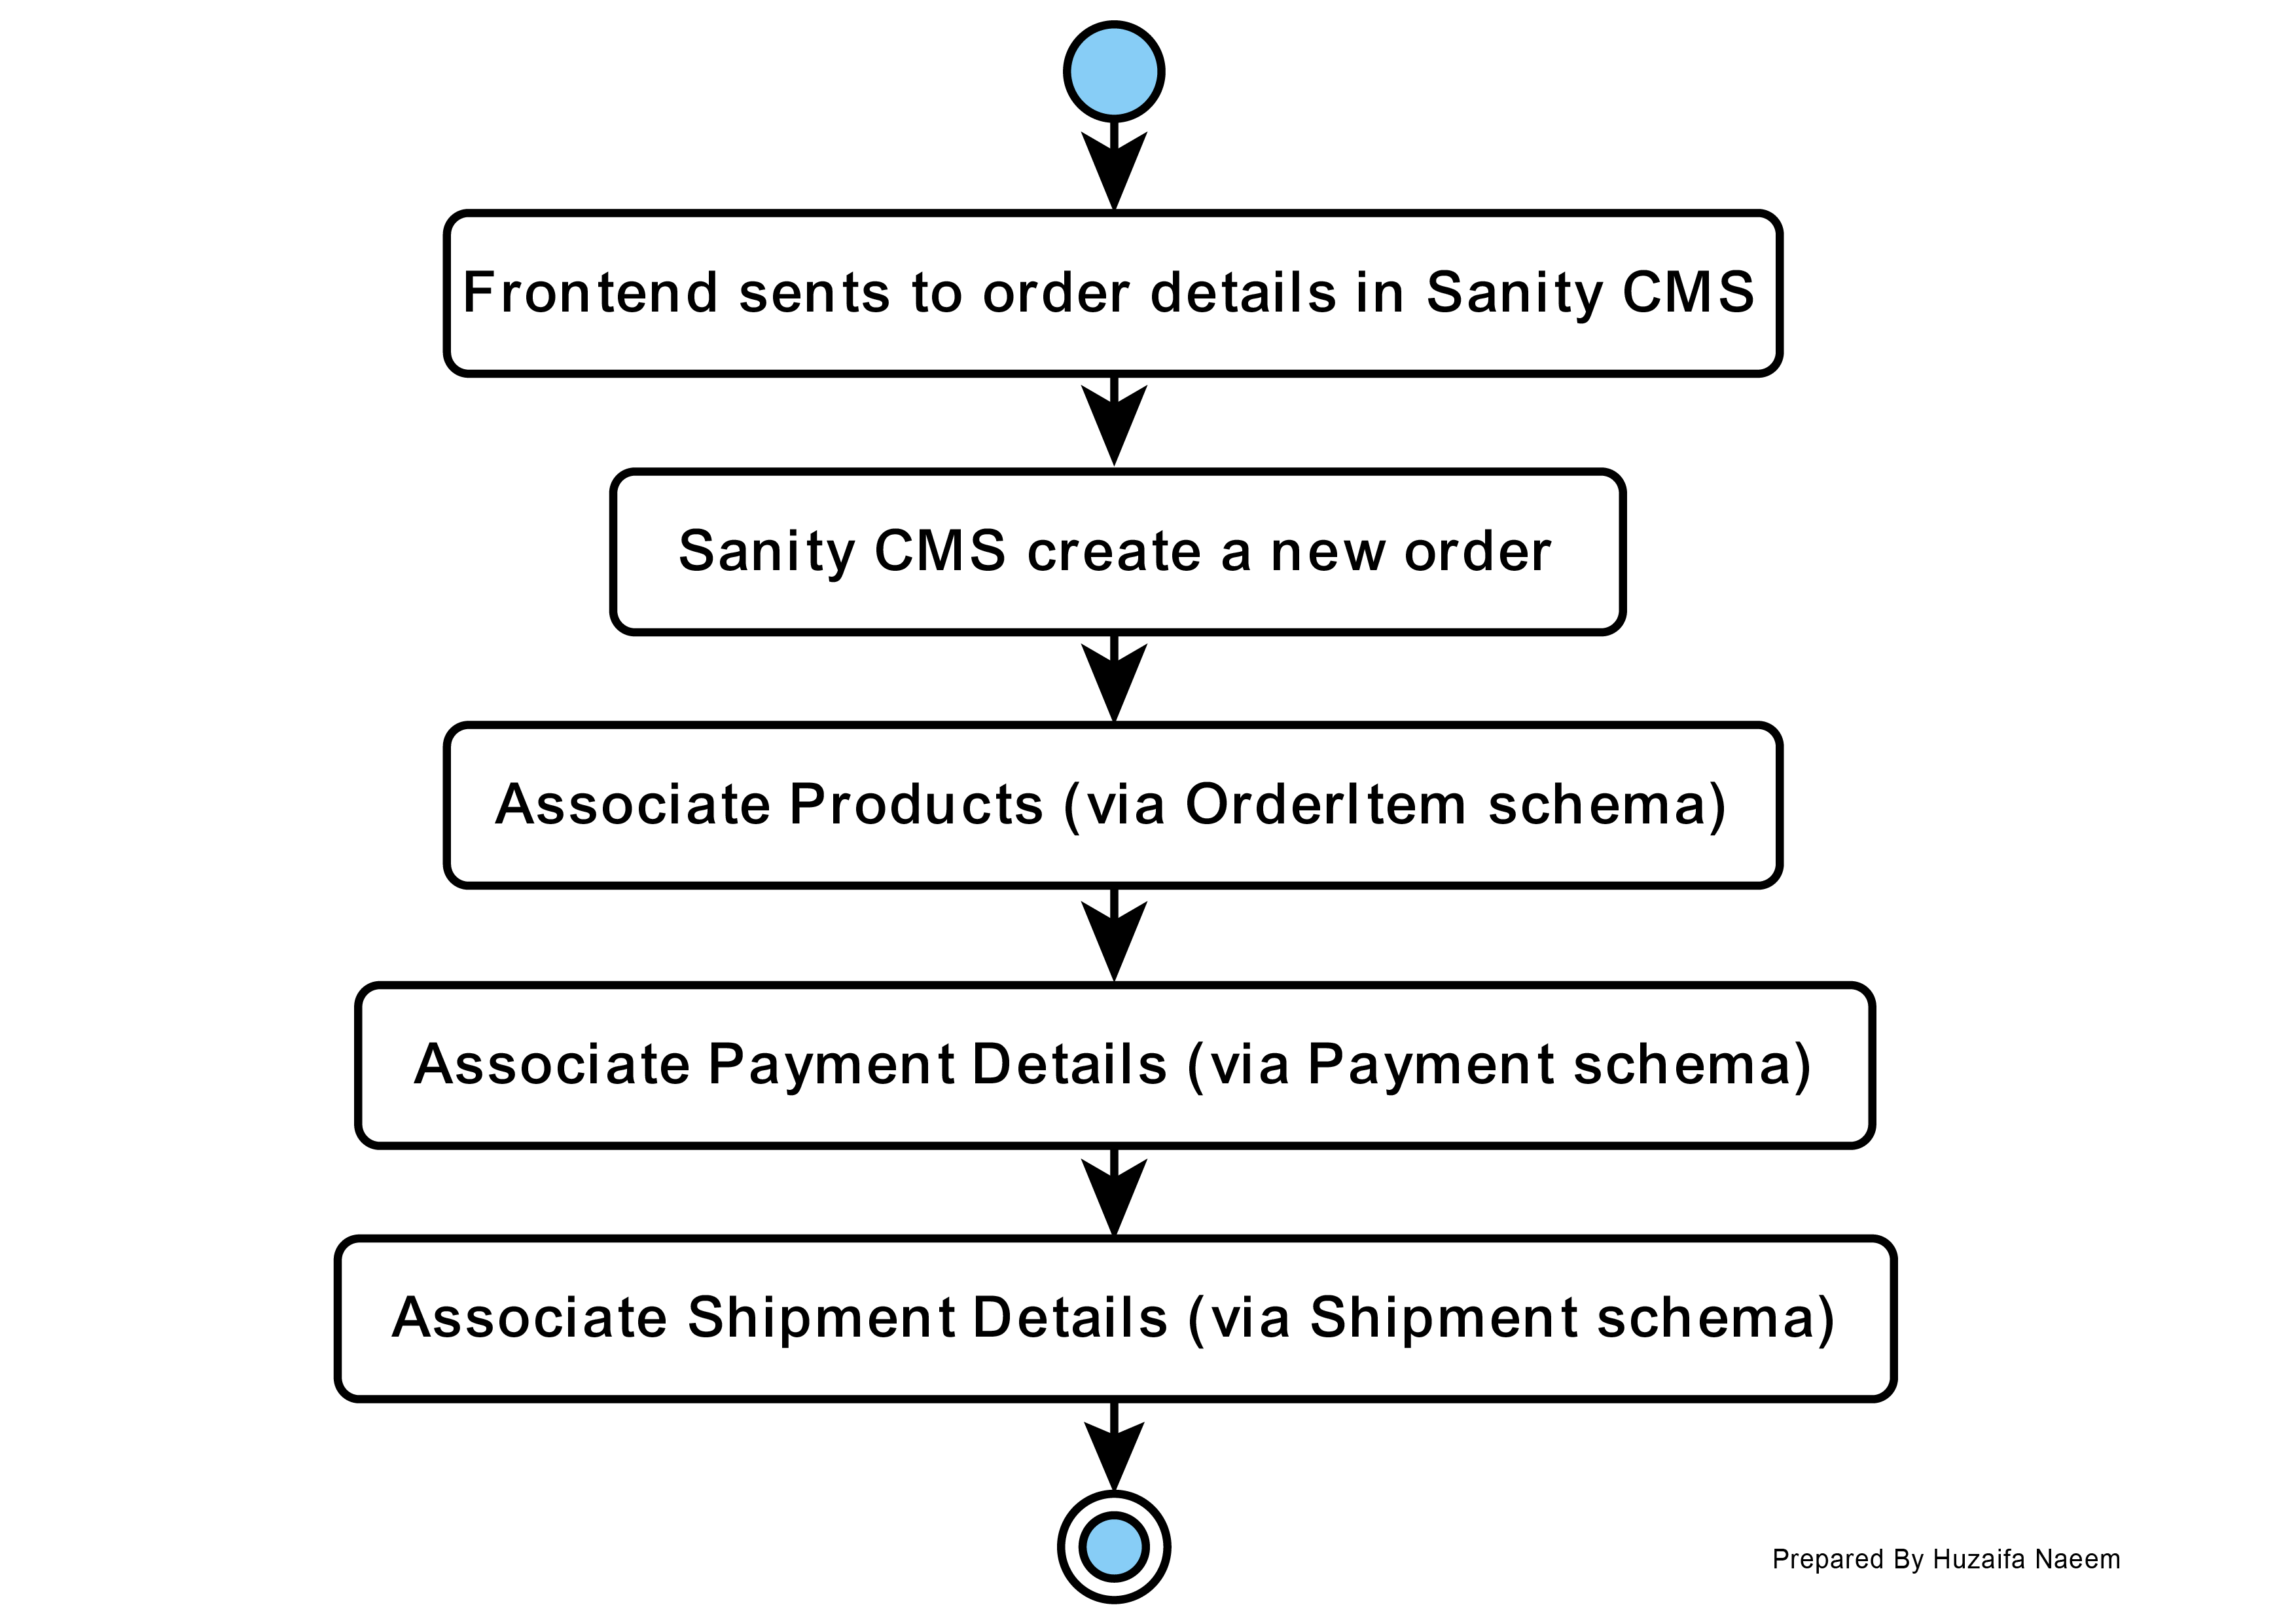 Frontend sents to order details in Sanity CMS
Sanity CMS create a new order
Associate Products (via OrderItem schema)
Associate Payment Details (via Payment schema)
Associate Shipment Details (via Shipment schema)
Prepared By Huzaifa Naeem